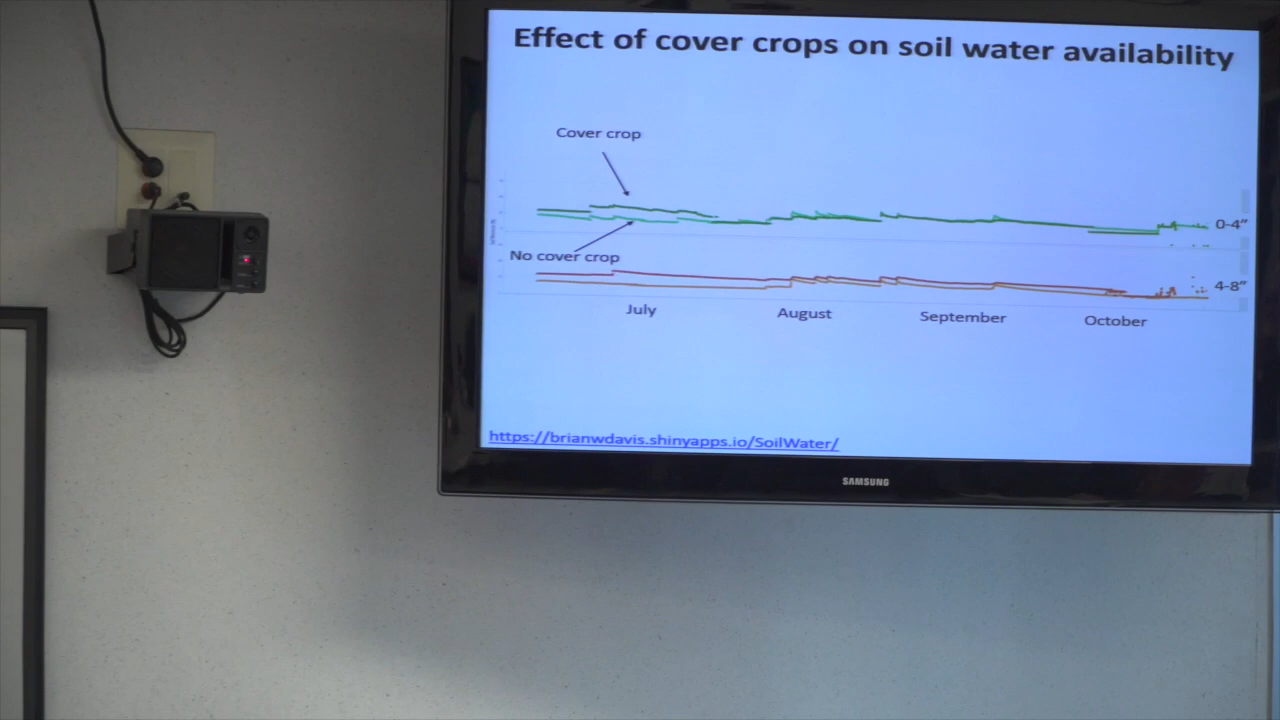 Effect of cover crops on soil water availability
Cover crop
0-4”
No cover crop
4-8”
July
August
September
October
https://brianwdavis.shinyapps.io/SoilWater/
SAMSUNG